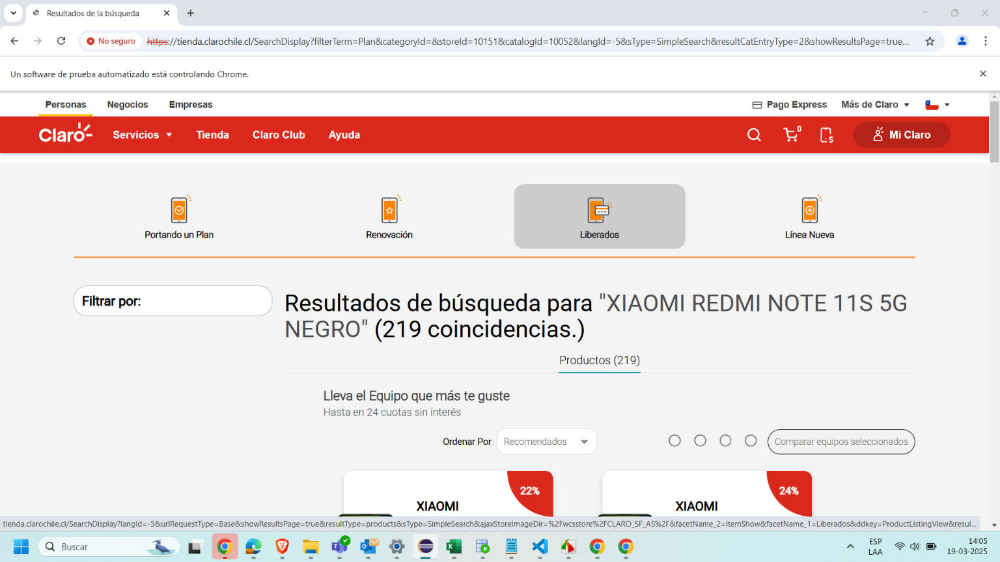 Resultados de la búsqueda
No seguro
https://tienda.clarochile.cl/SearchDisplay?filterTerm=Plan&categoryId=&storeId=10151&catalogId=10052&langId=-5&sType=SimpleSearch&resultCatEntryType=2&showResultsPage=true...
Un software de prueba automatizado está controlando Chrome.
Personas Negocios Empresas Pago Express Más de Claro
Claro Servicios Tienda Claro Club Ayuda 0 Mi Claro
Portando un Plan Renovación Liberados Línea Nueva
Filtrar por:
Resultados de búsqueda para "XIAOMI REDMI NOTE 11S 5G
NEGRO" (219 coincidencias.)
Productos (219)
Lleva el Equipo que más te guste
Hasta en 24 cuotas sin interés
Ordenar Por: Recomendados Comparar equipos seleccionados
22% 24%
XIAOMI XIAOMI
tienda.clarochile.cl/SearchDisplay?langId=-5&urlRequestType=Base&showResultsPage=true&resultType=products&sType=SimpleSearch&ajaxStoreImageDir=%2Fwcsstore%2FCLARO_SF_AS%2F&facetName_2=itemShow&facetName_1=Liberados&ddkey=ProductListingView&resul...
Buscar
ESP
LAA
14:05
19-03-2025